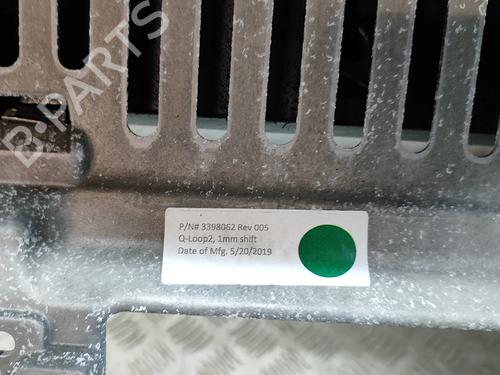 B-PARTS
P/N# 3398062 Rev 005
Q-Loop2, 1mm shift
Date of Mfg. 5/20/2019